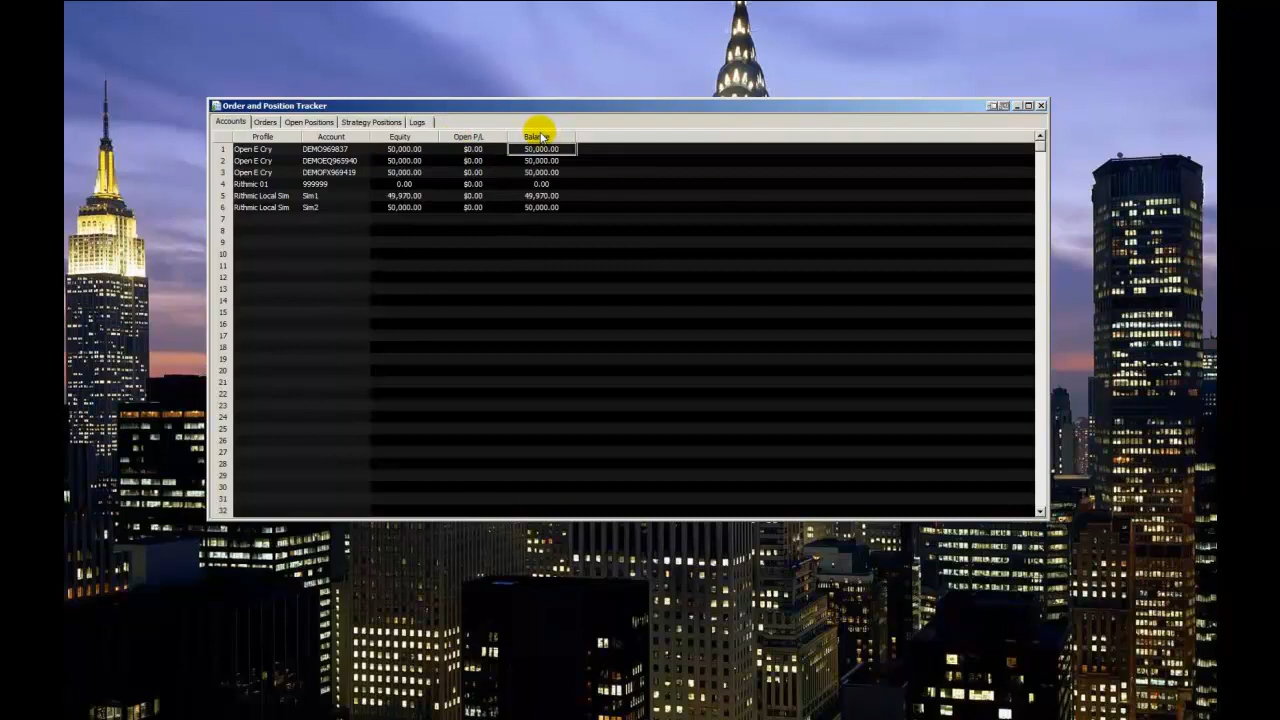 Order and Position Tracker
Accounts Orders Open Positions Strategy Positions Logs
Profile Account Equity Open P/L Balance
1 Open E Cry DEMO969837 50,000.00 $0.00 50,000.00
2 Open E Cry DEMOEQ965940 50,000.00 $0.00 50,000.00
3 Open E Cry DEMOFX969419 50,000.00 $0.00 50,000.00
4 Rithmic 01 999999 0.00 $0.00 0.00
5 Rithmic Local Sim Sim1 49,970.00 $0.00 49,970.00
6 Rithmic Local Sim Sim2 50,000.00 $0.00 50,000.00
7
8
9
10
11
12
13
14
15
16
17
18
19
20
21
22
23
24
25
26
27
28
29
30
31
32